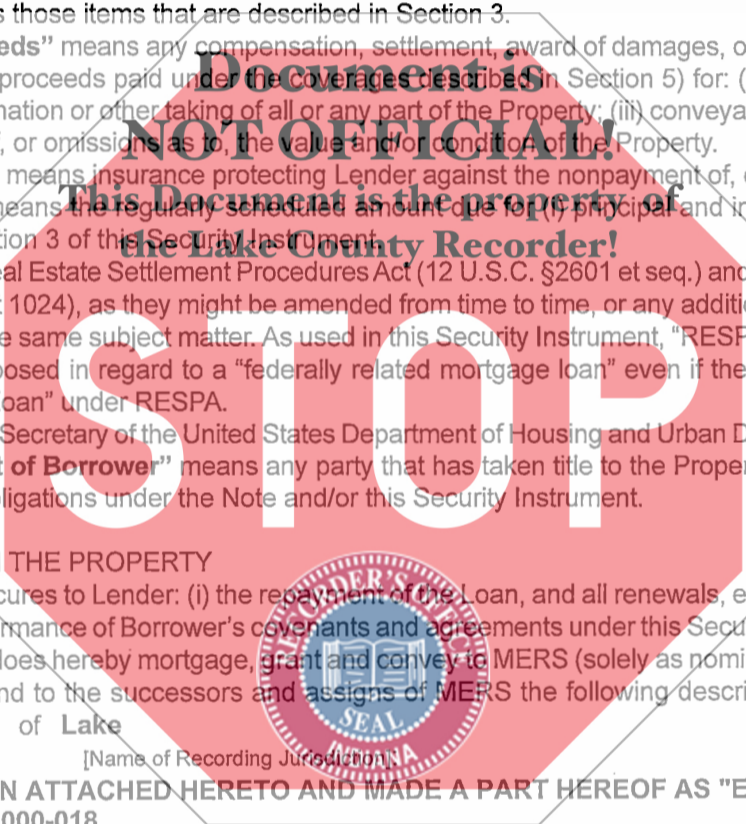 s those items that are described in Section 3.
eds" means any compensation, settlement, award of damages, o
proceeds paid under the coverages described in Section 5) for: (
nation or other taking of all or any part of the Property; (iii) conveya
, or omissions as to, the value and/or condition of the Property.
means insurance protecting Lender against the nonpayment of,
eans the regularly scheduled amount due for (i) principal and in
ion 3 of this Security Instrument.
Document is
NOT OFFICIAL!
This Document is the property of
the Lake County Recorder!
al Estate Settlement Procedures Act (12 U.S.C. §2601 et seq.) and
1024), as they might be amended from time to time, or any additi
e same subject matter. As used in this Security Instrument, "RESP
osed in regard to a "federally related mortgage loan" even if the
oan" under RESPA.
Secretary of the United States Department of Housing and Urban D
of Borrower" means any party that has taken title to the Proper
ligations under the Note and/or this Security Instrument.
STOP
THE PROPERTY
cures to Lender: (i) the repayment of the Loan, and all renewals, e
rmance of Borrower's covenants and agreements under this Secu
loes hereby mortgage, grant and convey to MERS (solely as nomi
nd to the successors and assigns of MERS the following descri
of Lake
[Name of Recording Jurisdiction]:
N ATTACHED HERETO AND MADE A PART HEREOF AS "E
000-018
RECORDER'S OFFICE
SEAL
INDIANA